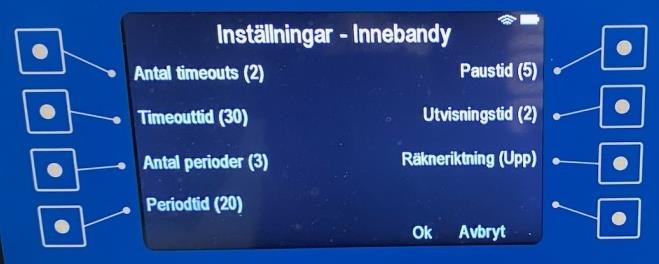 Inställningar - Innebandy
Antal timeouts (2)
Paustid (5)
Timeouttid (30)
Utvisningstid (2)
Antal perioder (3)
Räkneriktning (Upp)
Periodtid (20)
Ok
Avbryt